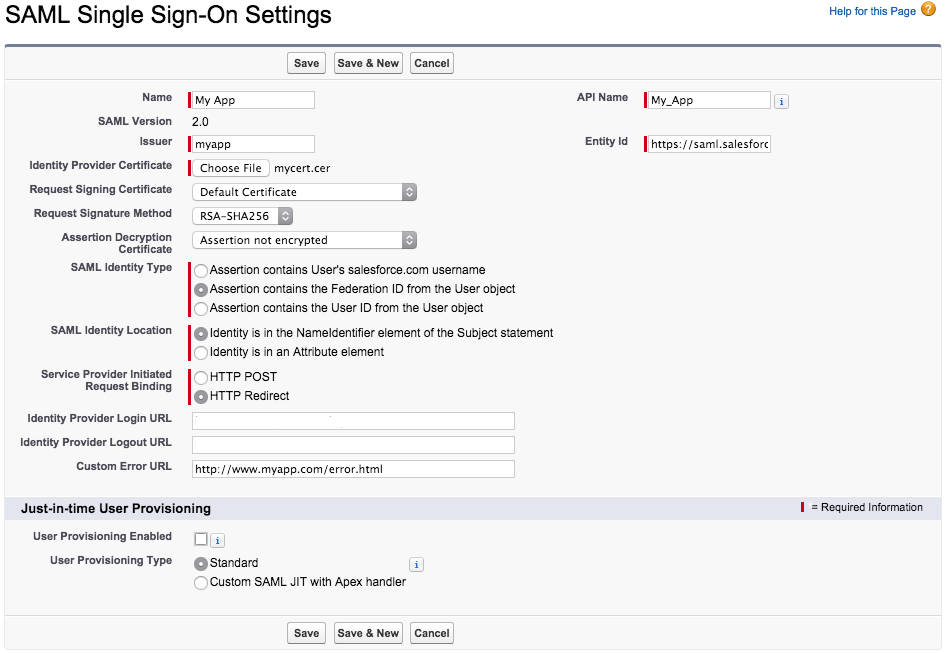 SAML Single Sign-On Settings
Help for this Page ?
Save Save & New Cancel
Name My App API Name My_App i
SAML Version 2.0
Issuer myapp Entity Id https://saml.salesforc
Identity Provider Certificate Choose File mycert.cer
Request Signing Certificate Default Certificate
Request Signature Method RSA-SHA256
Assertion Decryption
Certificate Assertion not encrypted
SAML Identity Type Assertion contains User's salesforce.com username
Assertion contains the Federation ID from the User object
Assertion contains the User ID from the User object
SAML Identity Location Identity is in the NameIdentifier element of the Subject statement
Identity is in an Attribute element
Service Provider Initiated
Request Binding HTTP POST
HTTP Redirect
Identity Provider Login URL
Identity Provider Logout URL
Custom Error URL http://www.myapp.com/error.html
Just-in-time User Provisioning = Required Information
User Provisioning Enabled i
User Provisioning Type Standard i
Custom SAML JIT with Apex handler
Save Save & New Cancel